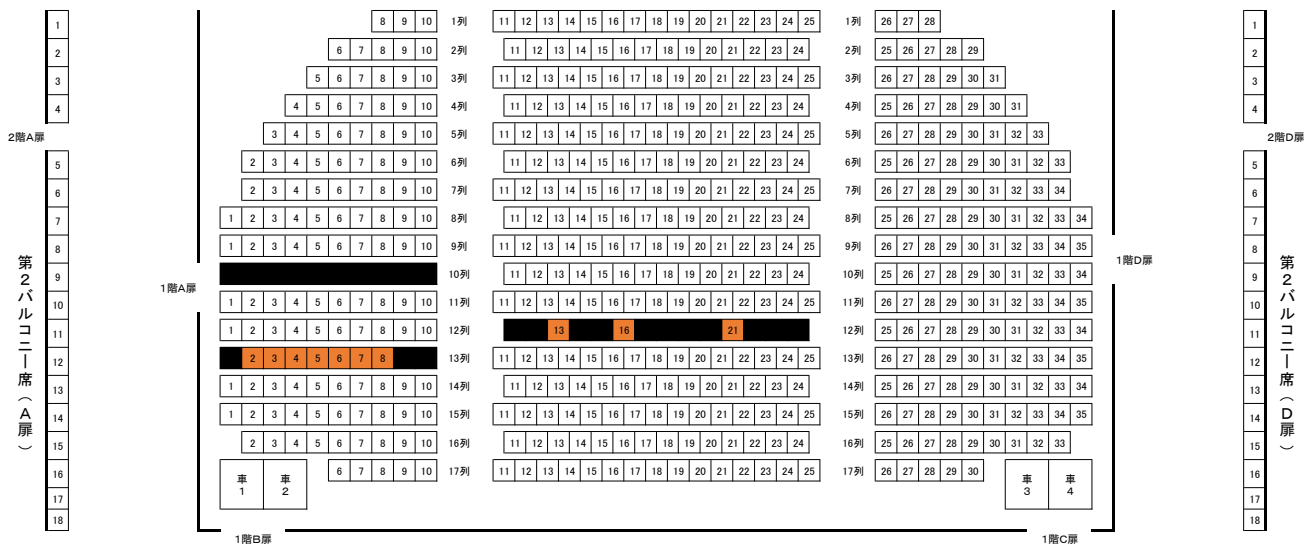 1 8 9 10 1列 11 12 13 14 15 16 17 18 19 20 21 22 23 24 25 1列 26 27 28 1
2 6 7 8 9 10 2列 11 12 13 14 15 16 17 18 19 20 21 22 23 24 2列 25 26 27 28 29 2
3 5 6 7 8 9 10 3列 11 12 13 14 15 16 17 18 19 20 21 22 23 24 25 3列 26 27 28 29 30 31 3
4 4 5 6 7 8 9 10 4列 11 12 13 14 15 16 17 18 19 20 21 22 23 24 4列 25 26 27 28 29 30 31 4
2階A扉 3 4 5 6 7 8 9 10 5列 11 12 13 14 15 16 17 18 19 20 21 22 23 24 25 5列 26 27 28 29 30 31 32 33 2階D扉
5 2 3 4 5 6 7 8 9 10 6列 11 12 13 14 15 16 17 18 19 20 21 22 23 24 6列 25 26 27 28 29 30 31 32 33 5
6 2 3 4 5 6 7 8 9 10 7列 11 12 13 14 15 16 17 18 19 20 21 22 23 24 25 7列 26 27 28 29 30 31 32 33 34 6
7 1 2 3 4 5 6 7 8 9 10 8列 11 12 13 14 15 16 17 18 19 20 21 22 23 24 8列 25 26 27 28 29 30 31 32 33 34 7
8 1 2 3 4 5 6 7 8 9 10 9列 11 12 13 14 15 16 17 18 19 20 21 22 23 24 25 9列 26 27 28 29 30 31 32 33 34 35 8
1階D扉
9 10列 11 12 13 14 15 16 17 18 19 20 21 22 23 24 10列 25 26 27 28 29 30 31 32 33 34 9
1階A扉
10 1 2 3 4 5 6 7 8 9 10 11列 11 12 13 14 15 16 17 18 19 20 21 22 23 24 25 11列 26 27 28 29 30 31 32 33 34 35 10
11 1 2 3 4 5 6 7 8 9 10 12列 13 16 21 12列 25 26 27 28 29 30 31 32 33 34 11
12 2 3 4 5 6 7 8 13列 11 12 13 14 15 16 17 18 19 20 21 22 23 24 25 13列 26 27 28 29 30 31 32 33 34 35 12
13 1 2 3 4 5 6 7 8 9 10 14列 11 12 13 14 15 16 17 18 19 20 21 22 23 24 14列 25 26 27 28 29 30 31 32 33 34 13
14 1 2 3 4 5 6 7 8 9 10 15列 11 12 13 14 15 16 17 18 19 20 21 22 23 24 25 15列 26 27 28 29 30 31 32 33 34 35 14
15 2 3 4 5 6 7 8 9 10 16列 11 12 13 14 15 16 17 18 19 20 21 22 23 24 16列 25 26 27 28 29 30 31 32 33 15
16 車1 車2 6 7 8 9 10 17列 11 12 13 14 15 16 17 18 19 20 21 22 23 24 25 17列 26 27 28 29 30 車3 車4 16
17 17
18 18
第2バルコニー席(A扉)
第2バルコニー席(D扉)
1階B扉 1階C扉